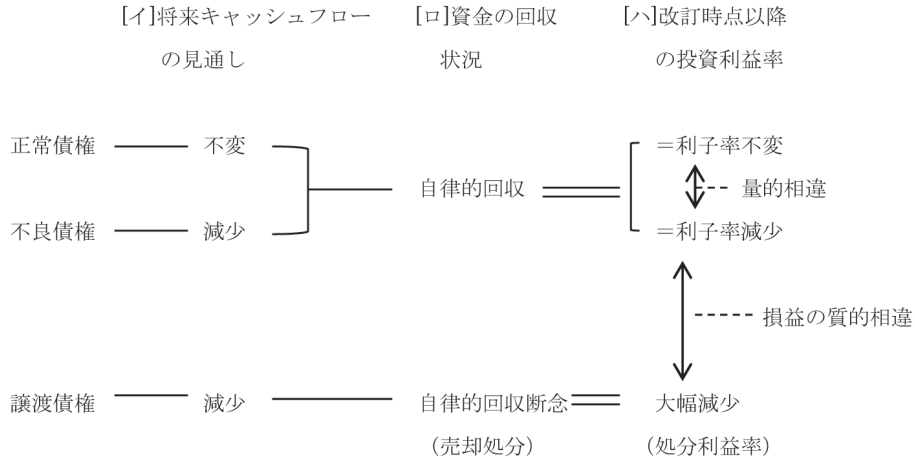 [イ]将来キャッシュフロー [ロ]資金の回収 [ハ]改訂時点以降
の見通し 状況 の投資利益率
正常債権 不変 =利子率不変
自律的回収 量的相違
不良債権 減少 =利子率減少
損益の質的相違
譲渡債権 減少 自律的回収断念 大幅減少
（売却処分） （処分利益率）